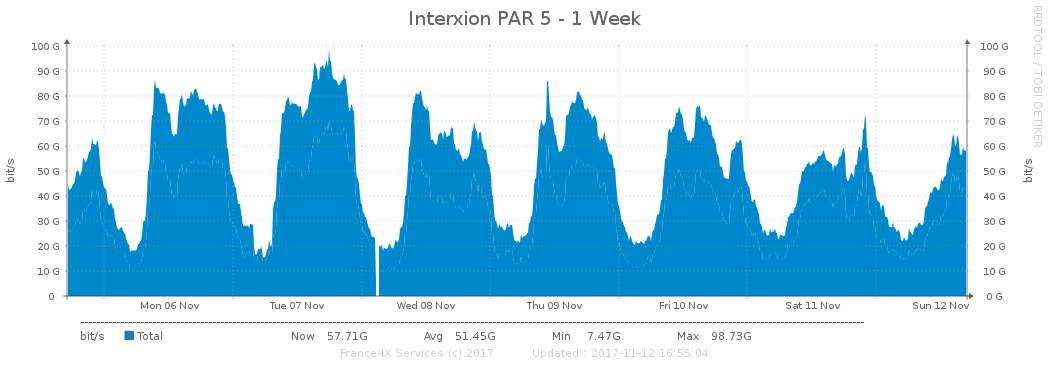 Interxion PAR 5 - 1 Week
RRDTOOL / TOBI OETIKER
bit/s
100 G
90 G
80 G
70 G
60 G
50 G
40 G
30 G
20 G
10 G
0
100 G
90 G
80 G
70 G
60 G
50 G
40 G
30 G
20 G
10 G
0 G
bit/s
Mon 06 Nov Tue 07 Nov Wed 08 Nov Thu 09 Nov Fri 10 Nov Sat 11 Nov Sun 12 Nov
bit/s Total Now 57.71G Avg 51.45G Min 7.47G Max 98.73G
France-IX Services (c) 2017 Updated : 2017-11-12 16:55:04